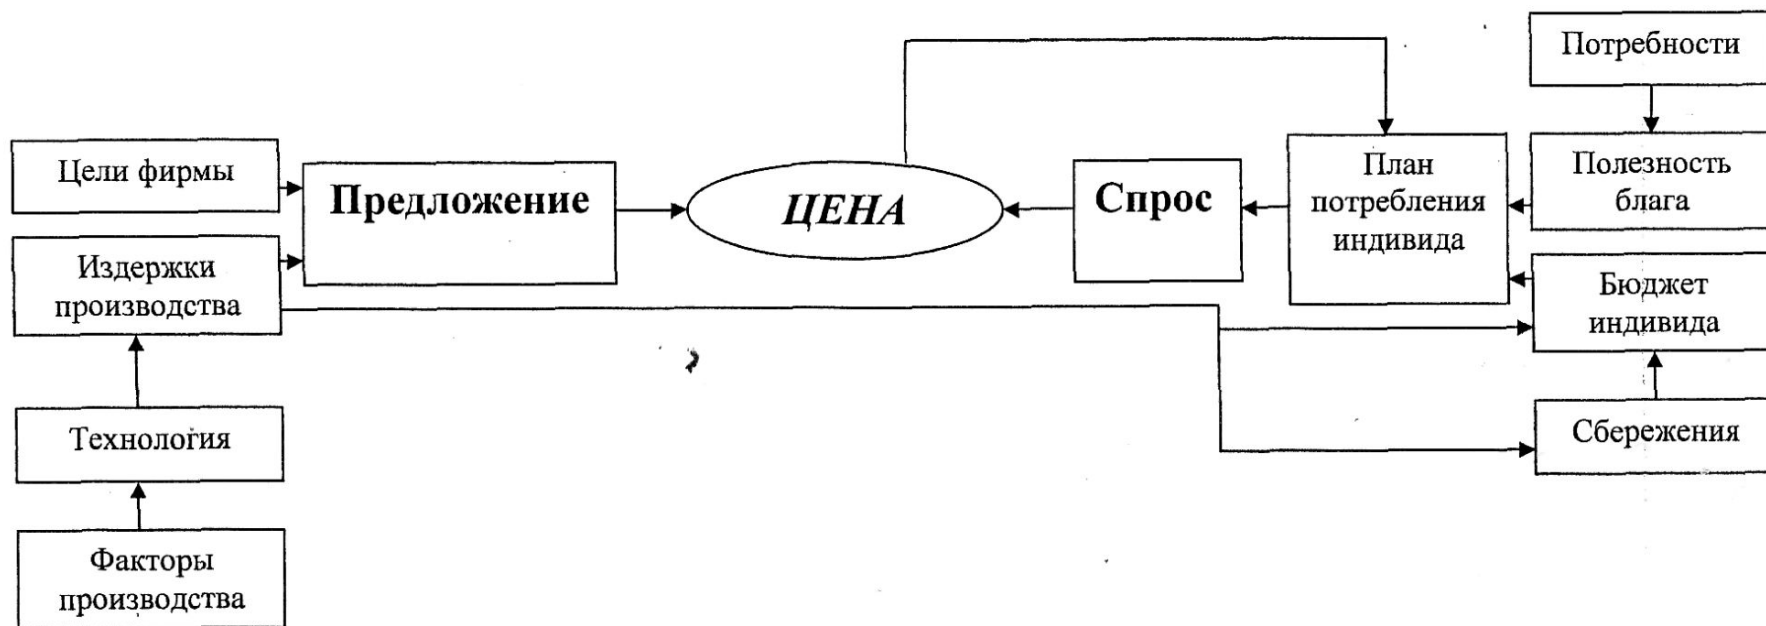 Потребности
Цели фирмы
Предложение
ЦЕНА
Спрос
План
потребления
индивида
Полезность
блага
Издержки
производства
Бюджет
индивида
Технология
Сбережения
Факторы
производства